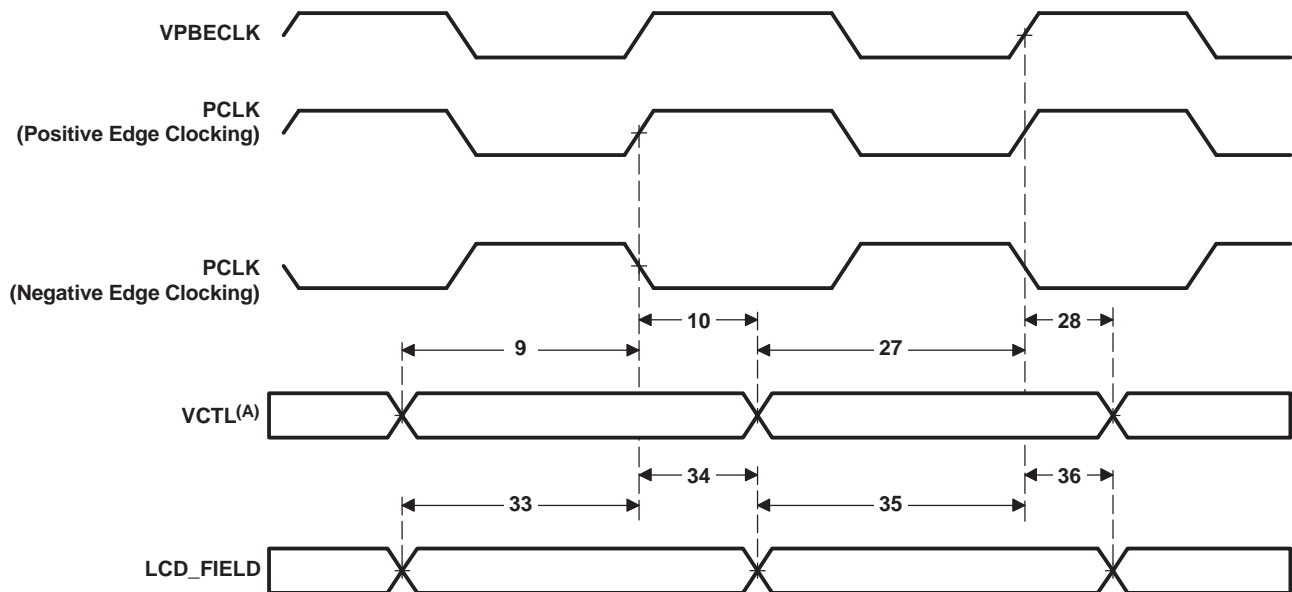 VPBECLK
PCLK
(Positive Edge Clocking)
PCLK
(Negative Edge Clocking)
10
28
9
27
VCTL(A)
34
36
33
35
LCD_FIELD